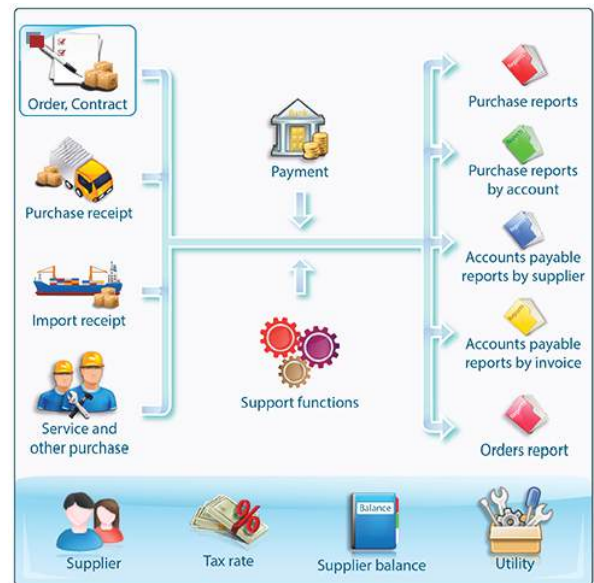 Order, Contract
Purchase receipt
Import receipt
Service and
other purchase
Payment
Support functions
Purchase reports
Purchase reports
by account
Accounts payable
reports by supplier
Accounts payable
reports by invoice
Orders report
Supplier
Tax rate
Balance
Supplier balance
Utility